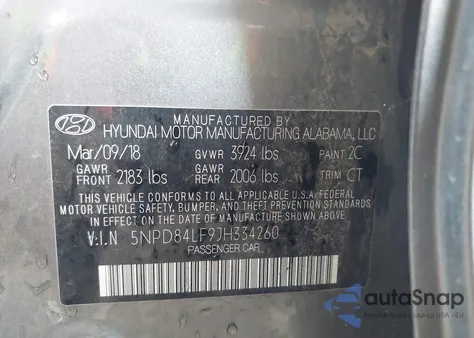 MANUFACTURED BY
HYUNDAI MOTOR MANUFACTURING ALABAMA, LLC
Mar/09/18 GVWR 3924 lbs PAINT 2C
GAWR FRONT 2183 lbs GAWR REAR 2006 lbs TRIM CT
THIS VEHICLE CONFORMS TO ALL APPLICABLE U.S.A FEDERAL
MOTOR VEHICLE SAFETY, BUMPER, AND THEFT PREVENTION STANDARDS
IN EFFECT ON THE DATE OF MANUFACTURE SHOWN ABOVE.
V.I.N 5NPD84LF9JH334260
PASSENGER CAR
autoSnap